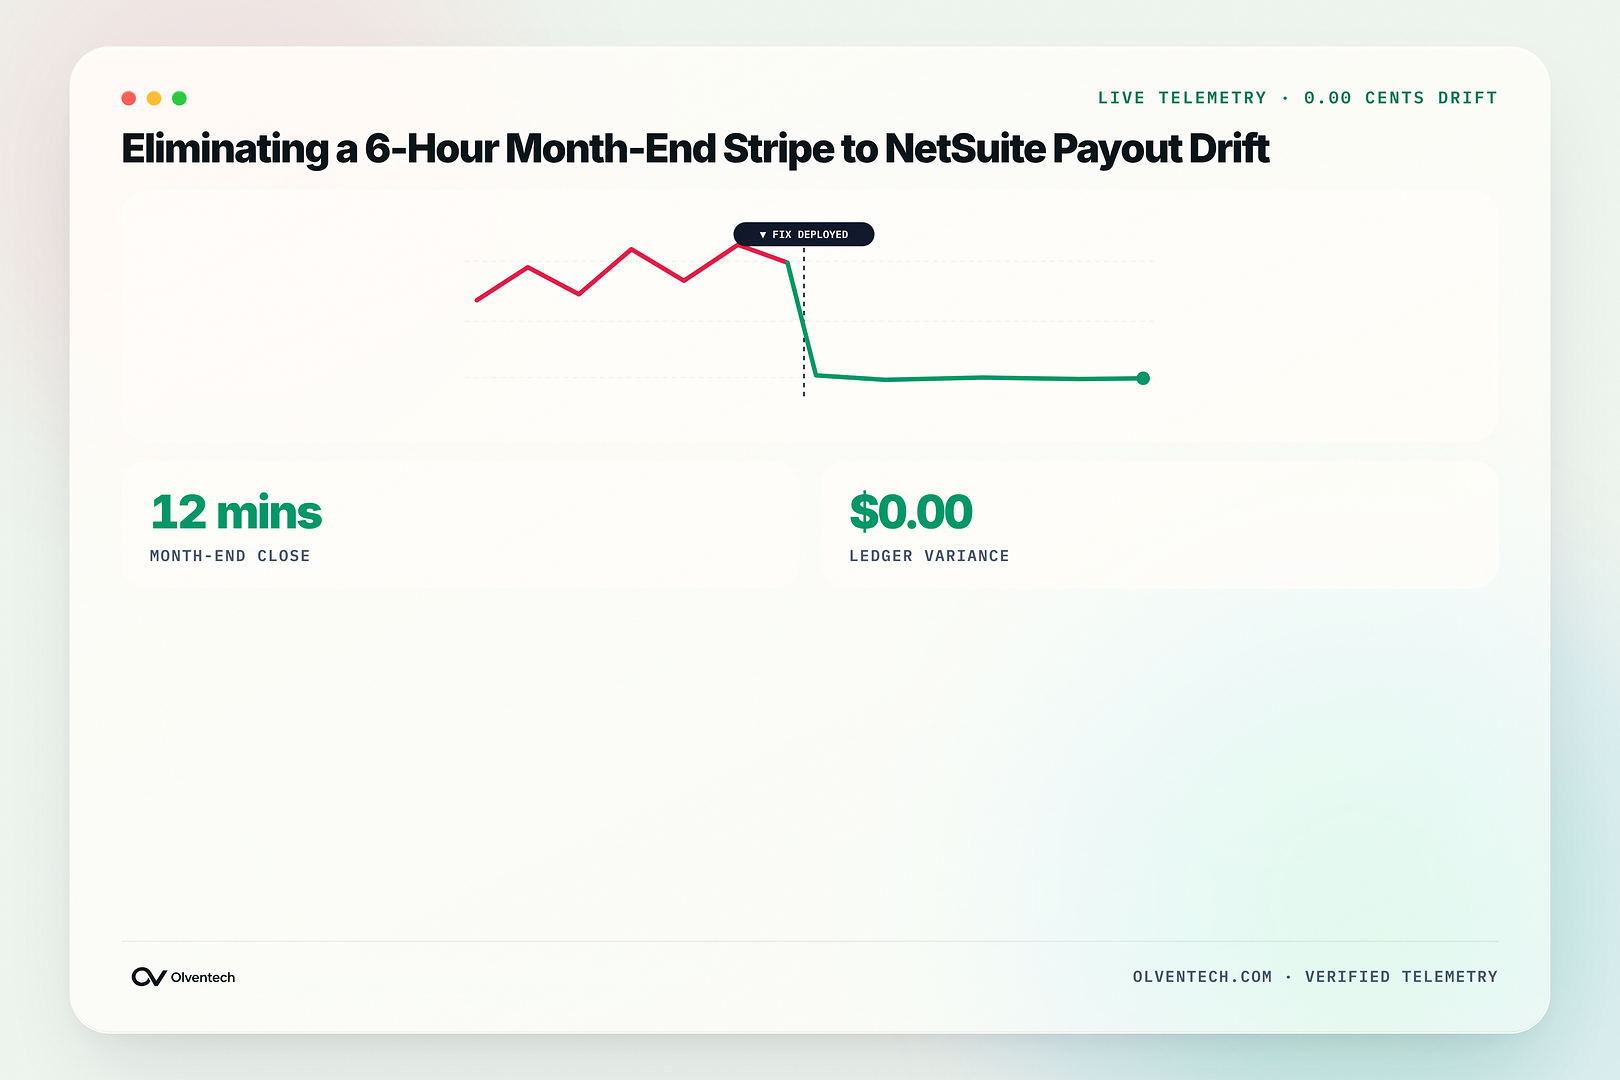 LIVE TELEMETRY · 0.00 CENTS DRIFT
Eliminating a 6-Hour Month-End Stripe to NetSuite Payout Drift
▼ FIX DEPLOYED
12 mins
MONTH-END CLOSE
$0.00
LEDGER VARIANCE
Olventech
OLVENTECH.COM · VERIFIED TELEMETRY